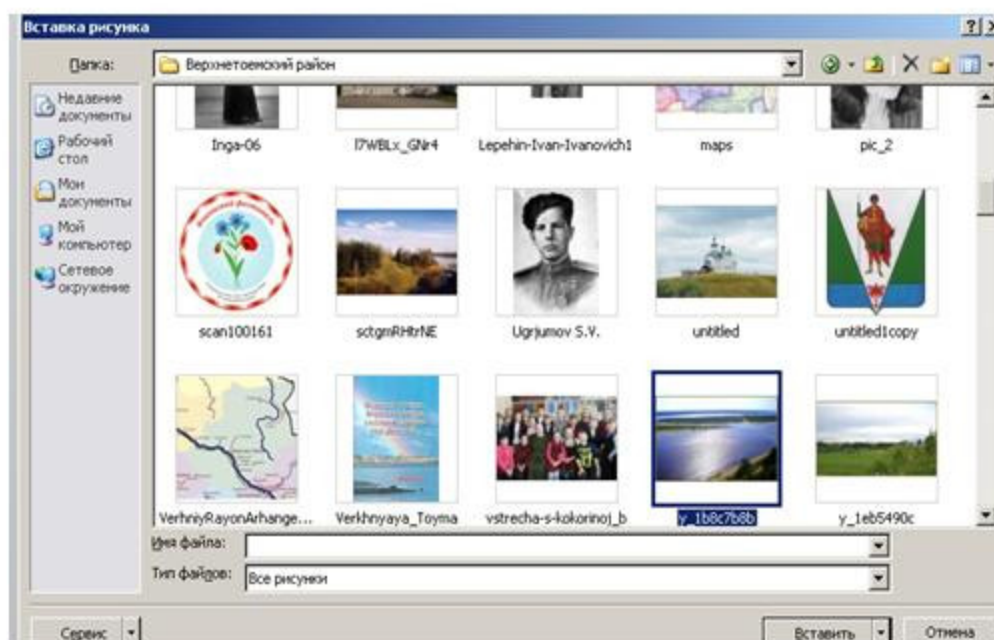 Вставка рисунка
Папка:
Верхнетоемский район
Недавние
документы
Рабочий
стол
Мои
документы
Мой
компьютер
Сетевое
окружение
Inga-06
l7WBLx_GNr4
Lepehin-Ivan-Ivanovich1
maps
pic_2
scan100161
sctgmRHtrNE
Ugrjumov S.V.
untitled
untitled1copy
VerhniyRayonArhange...
Verkhnyaya_Toyma
vstrecha-s-kokorinoj_b
y_1b8c7b8b
y_1eb5490c
Имя файла:
Тип файлов:
Все рисунки
Сервис
Вставить
Отмена